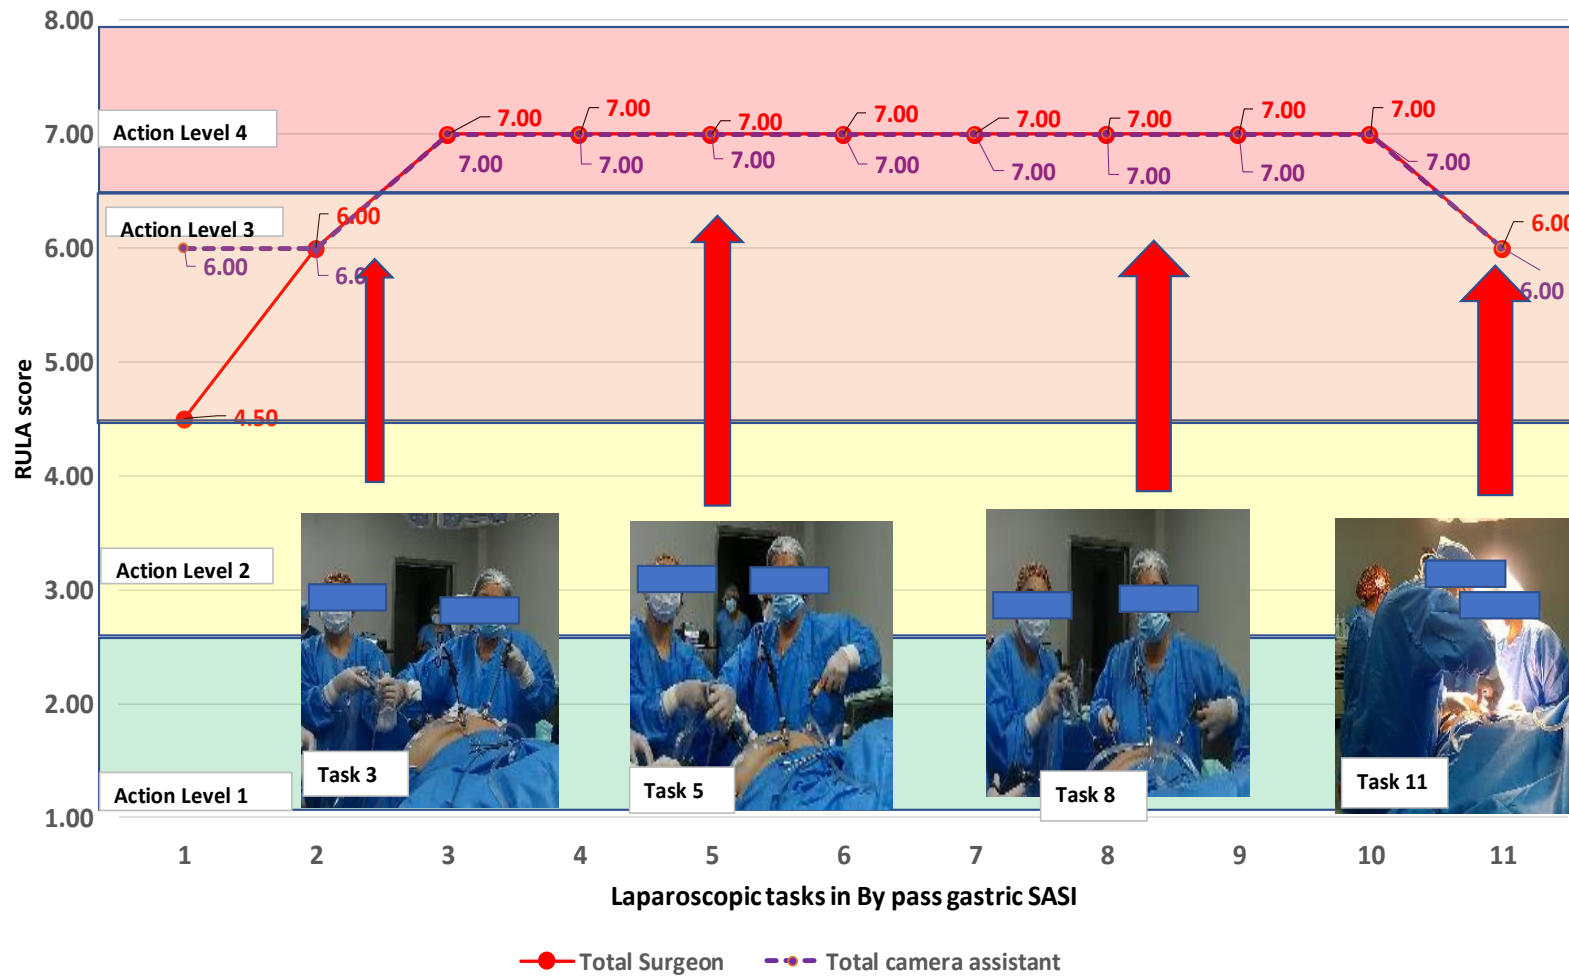 8.00
7.00
6.00
5.00
4.00
3.00
2.00
1.00
RULA score
Action Level 4
Action Level 3
Action Level 2
Action Level 1
7.00 7.00 7.00 7.00 7.00 7.00 7.00 7.00
7.00 7.00 7.00 7.00 7.00 7.00 7.00 7.00
6.00 6.00
6.00 6.00 6.00
4.50
Task 3
Task 5
Task 8
Task 11
1 2 3 4 5 6 7 8 9 10 11
Laparoscopic tasks in By pass gastric SASI
Total Surgeon Total camera assistant